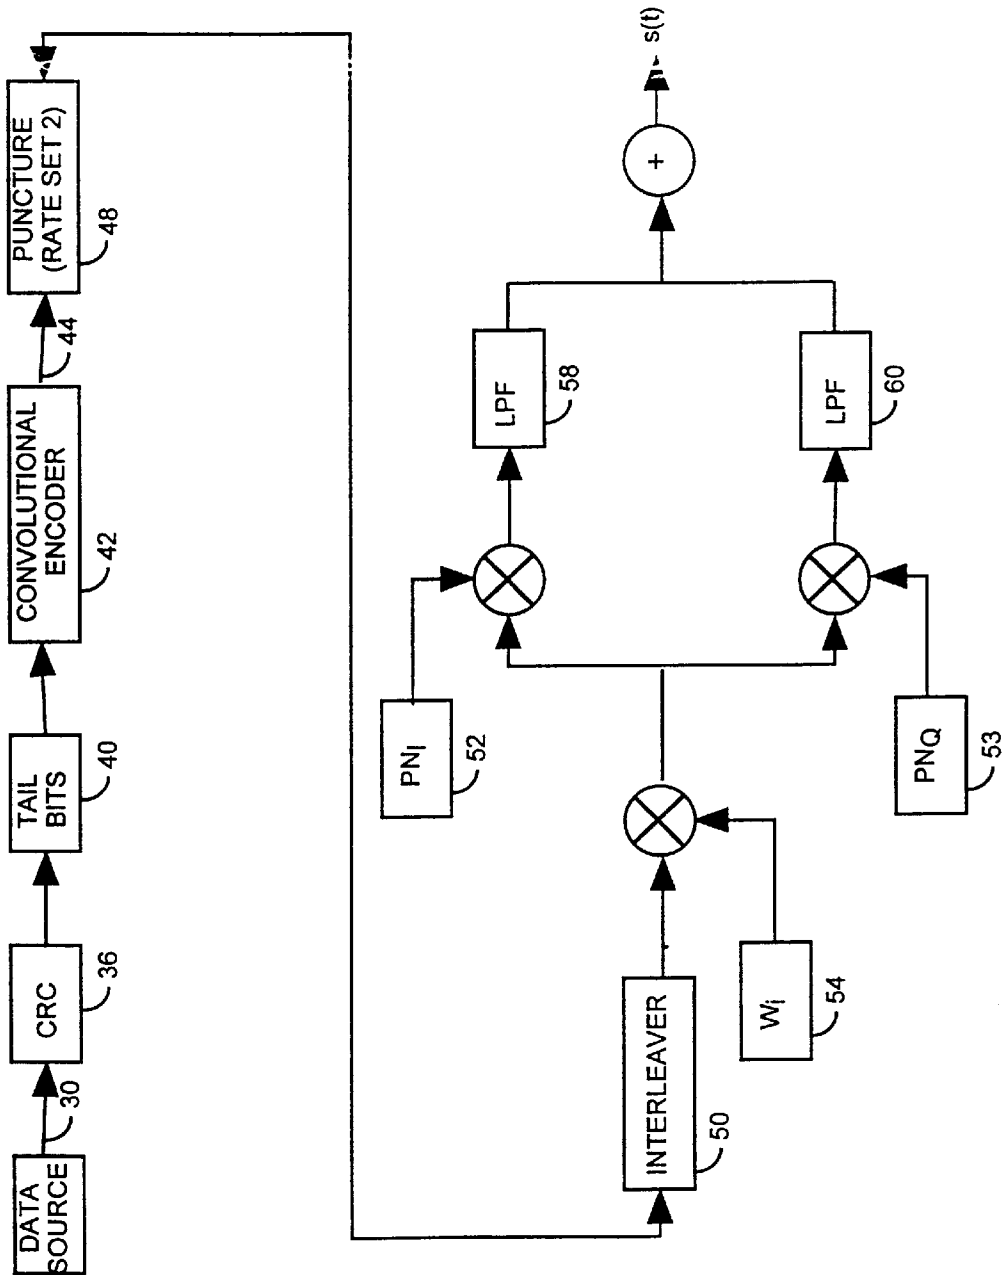 DATA
SOURCE
30
CRC
36
TAIL
BITS
40
CONVOLUTIONAL
ENCODER
42
44
PUNCTURE
(RATE SET 2)
48
INTERLEAVER
50
Wi
54
PNI
52
PNQ
53
LPF
58
LPF
60
+
s(t)